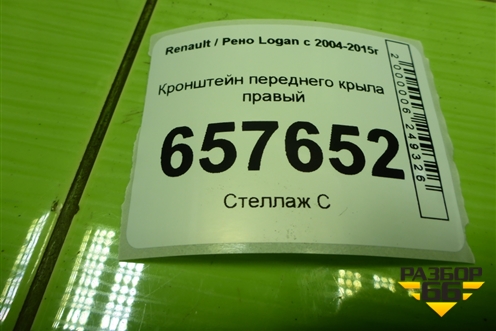 Renault / Рено Logan с 2004-2015г
Кронштейн переднего крыла
правый
657652
Стеллаж С
2000006249326
РАЗБОР
66